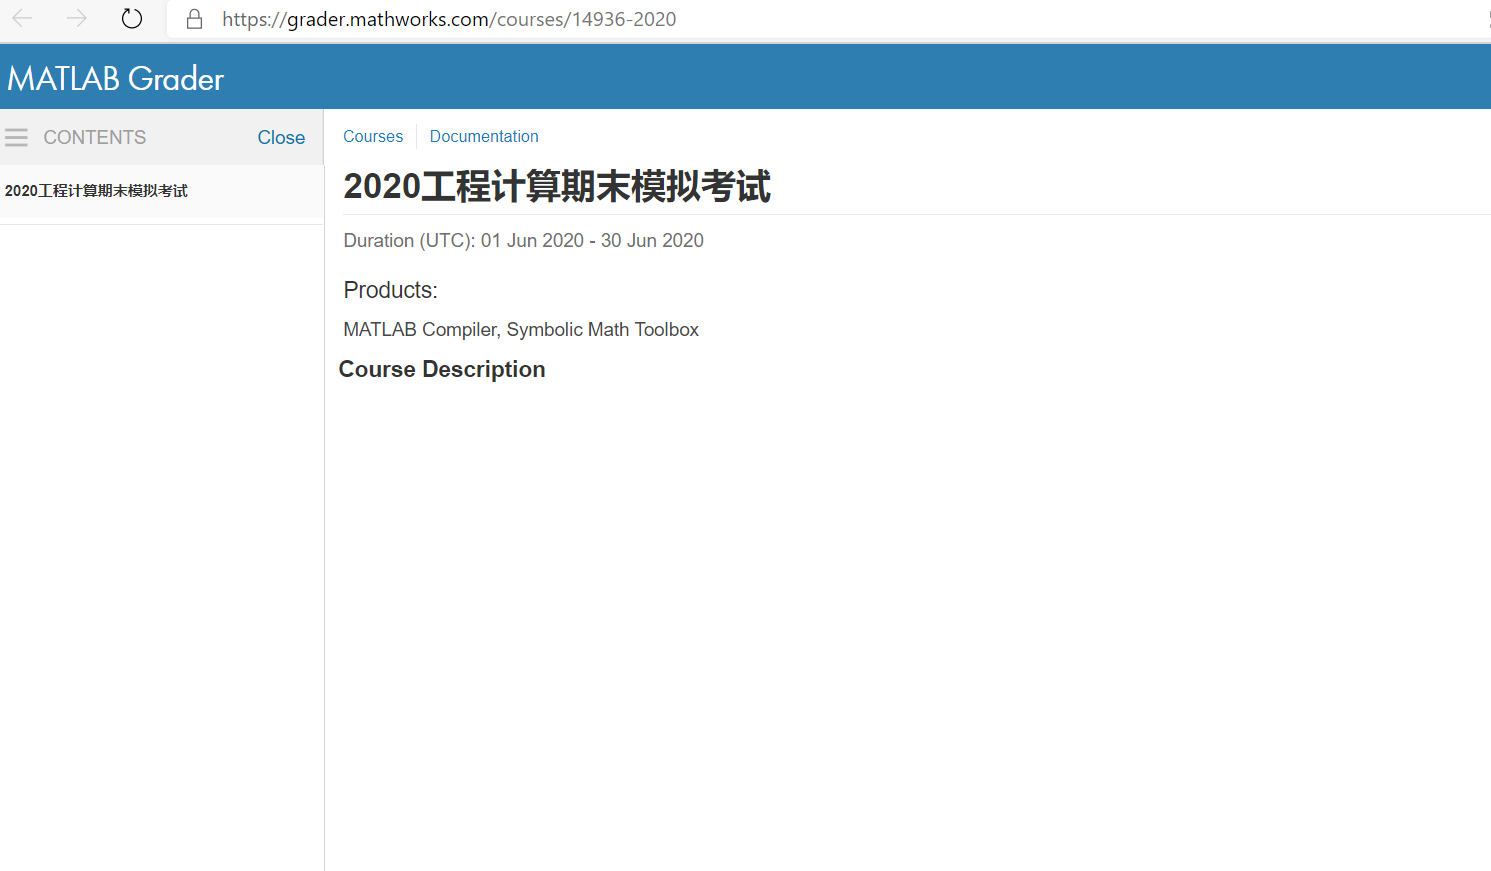 https://grader.mathworks.com/courses/14936-2020
MATLAB Grader
CONTENTS Close
2020工程计算期末模拟考试
Courses Documentation
2020工程计算期末模拟考试
Duration (UTC): 01 Jun 2020 - 30 Jun 2020
Products:
MATLAB Compiler, Symbolic Math Toolbox
Course Description